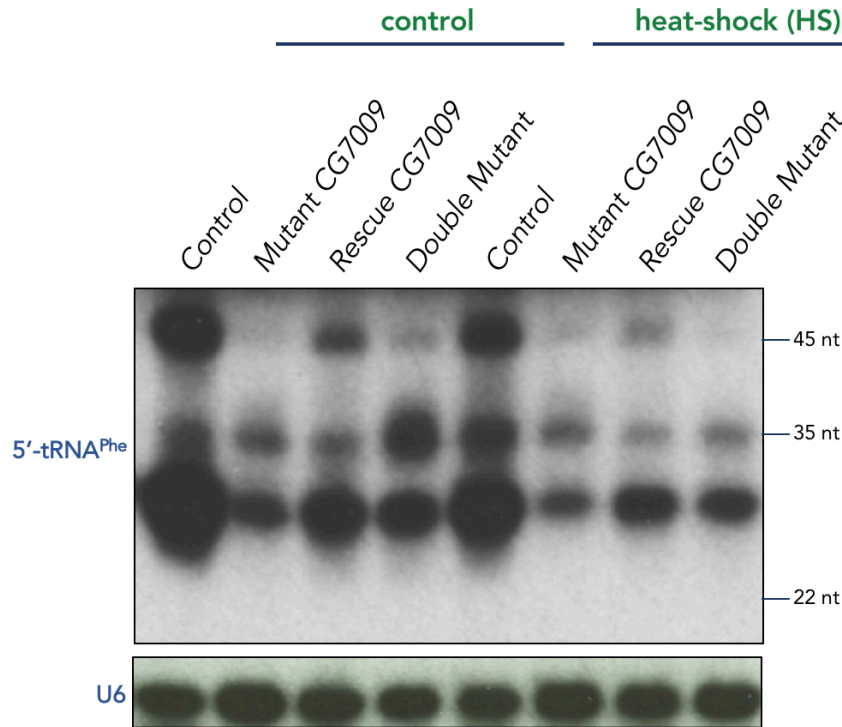 control heat-shock (HS)
Control Mutant CG7009 Rescue CG7009 Double Mutant Control Mutant CG7009 Rescue CG7009 Double Mutant
45 nt
5′-tRNAPhe 35 nt
22 nt
U6